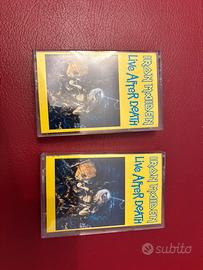 IRON MAIDEN
LIVE AFTER DEATH
IRON MAIDEN
LIVE AFTER DEATH
subito